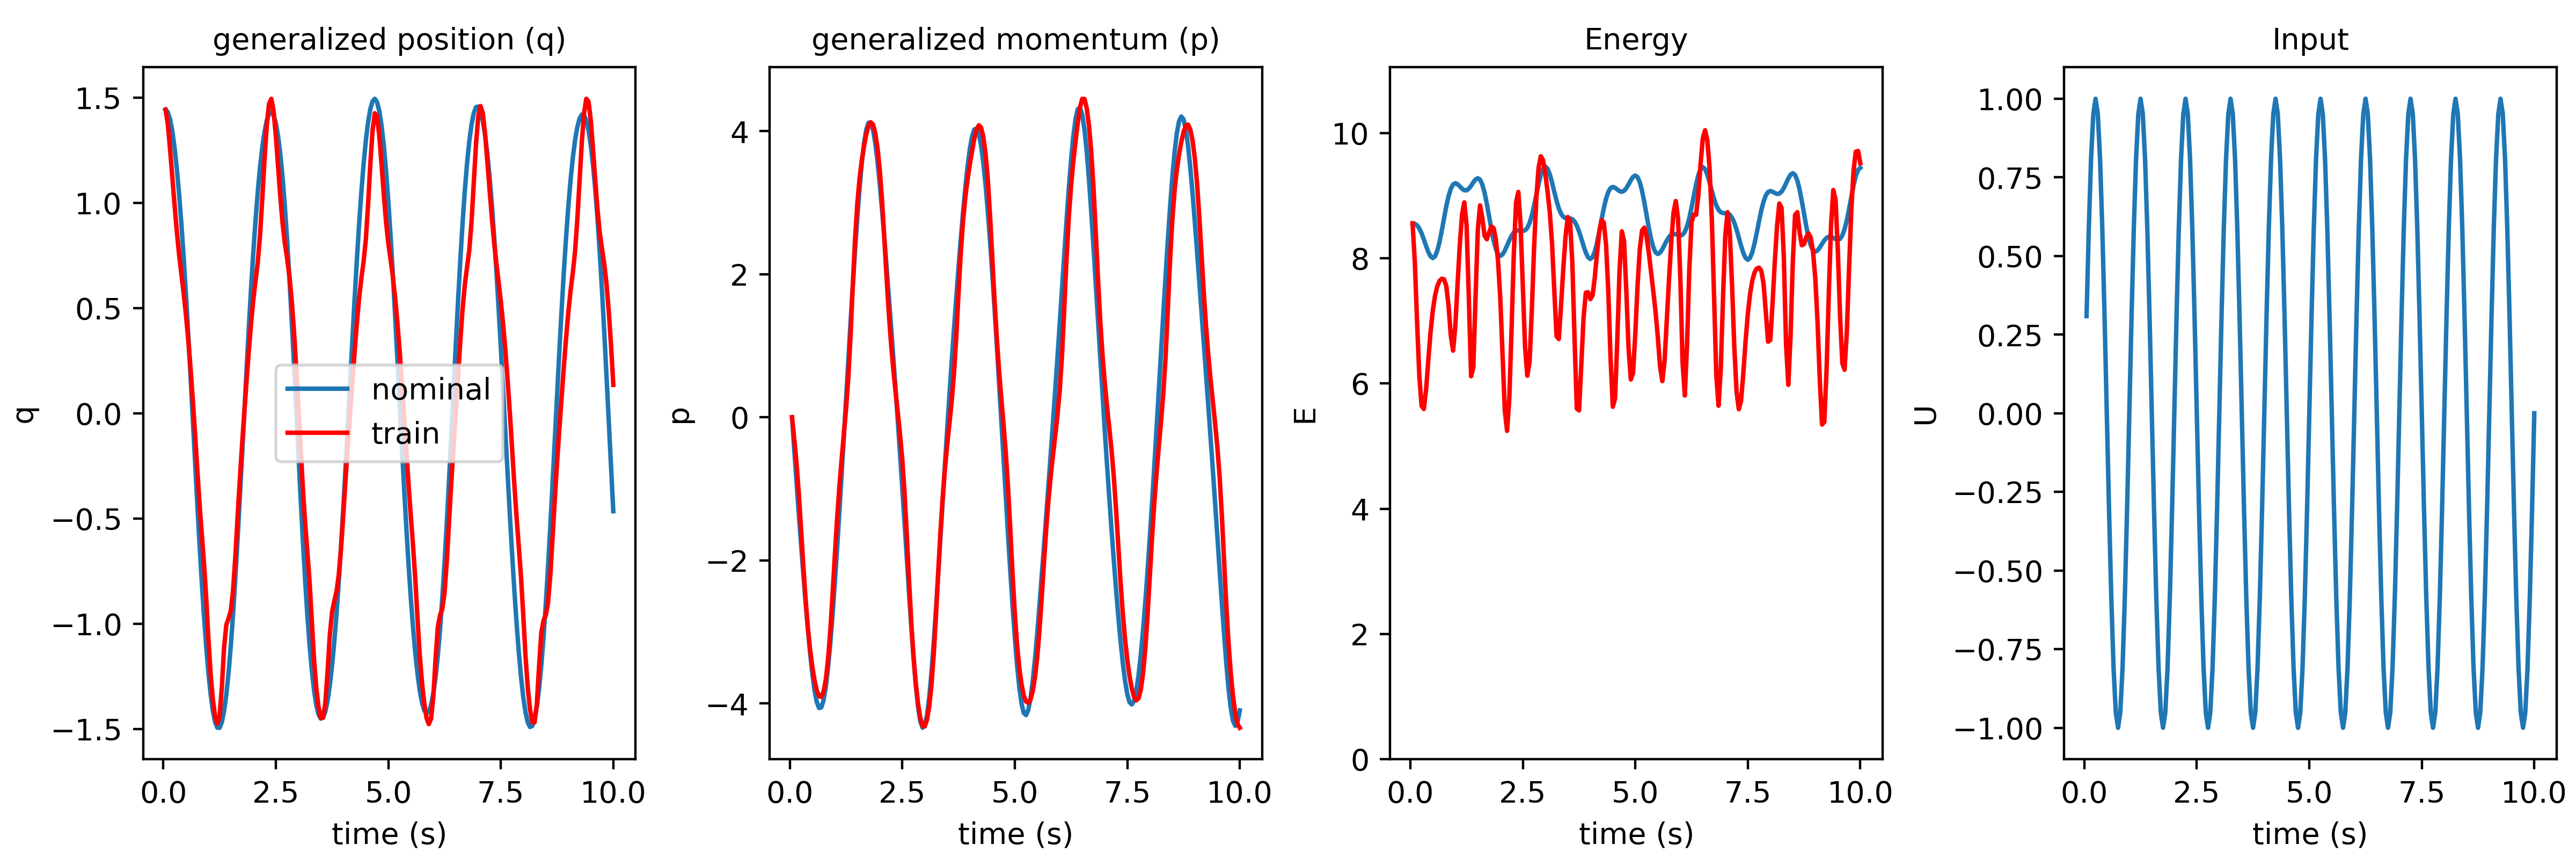 generalized position (q)
1.5
1.0
0.5
0.0
−0.5
−1.0
−1.5
q
nominal
train
0.0 2.5 5.0 7.5 10.0
time (s)
generalized momentum (p)
4
2
0
−2
−4
p
0.0 2.5 5.0 7.5 10.0
time (s)
Energy
10
8
6
4
2
0
E
0.0 2.5 5.0 7.5 10.0
time (s)
Input
1.00
0.75
0.50
0.25
0.00
−0.25
−0.50
−0.75
−1.00
U
0.0 2.5 5.0 7.5 10.0
time (s)